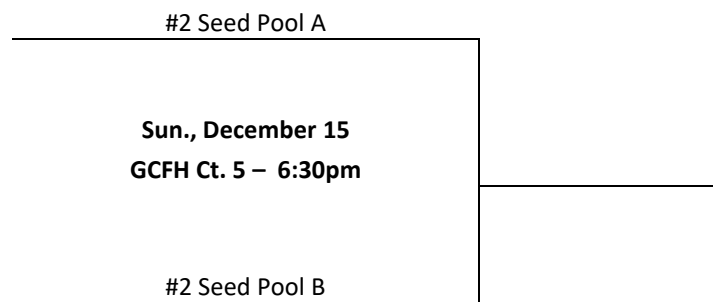 #2 Seed Pool A
Sun., December 15
GCFH Ct. 5 –  6:30pm
#2 Seed Pool B